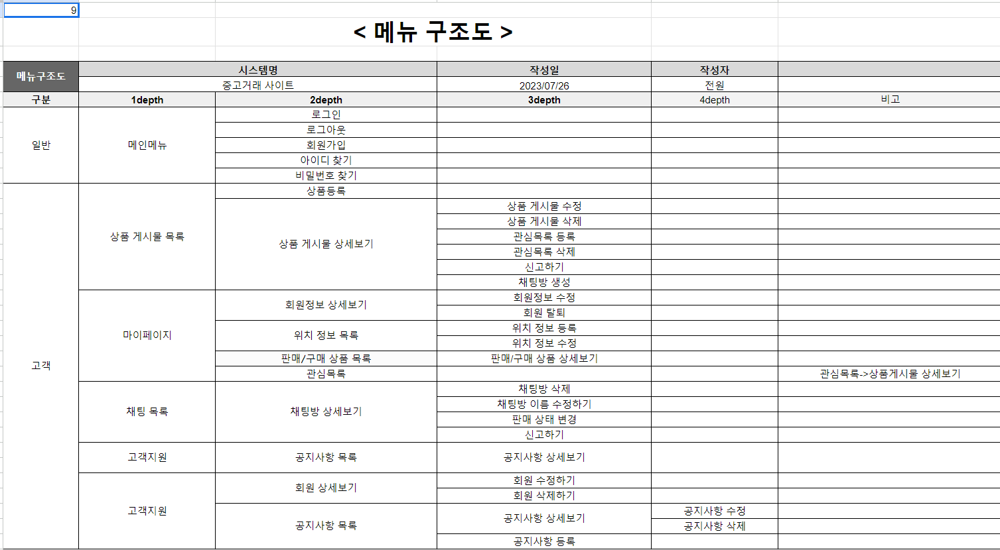 9
< 메뉴 구조도 >
메뉴구조도 시스템명 작성일 작성자
중고거래 사이트 2023/07/26 전원
구분 1depth 2depth 3depth 4depth 비고
일반 메인메뉴 로그인
로그아웃
회원가입
아이디 찾기
비밀번호 찾기
고객 상품 게시물 목록 상품등록
상품 게시물 상세보기 상품 게시물 수정
상품 게시물 삭제
관심목록 등록
관심목록 삭제
신고하기
채팅방 생성
마이페이지 회원정보 상세보기 회원정보 수정
회원 탈퇴
위치 정보 목록 위치 정보 등록
위치 정보 수정
판매/구매 상품 목록 판매/구매 상품 상세보기
관심목록 관심목록->상품게시물 상세보기
채팅 목록 채팅방 상세보기 채팅방 삭제
채팅방 이름 수정하기
판매 상태 변경
신고하기
고객지원 공지사항 목록 공지사항 상세보기
고객지원 회원 상세보기 회원 수정하기
회원 삭제하기
공지사항 목록 공지사항 상세보기 공지사항 수정
공지사항 삭제
공지사항 등록